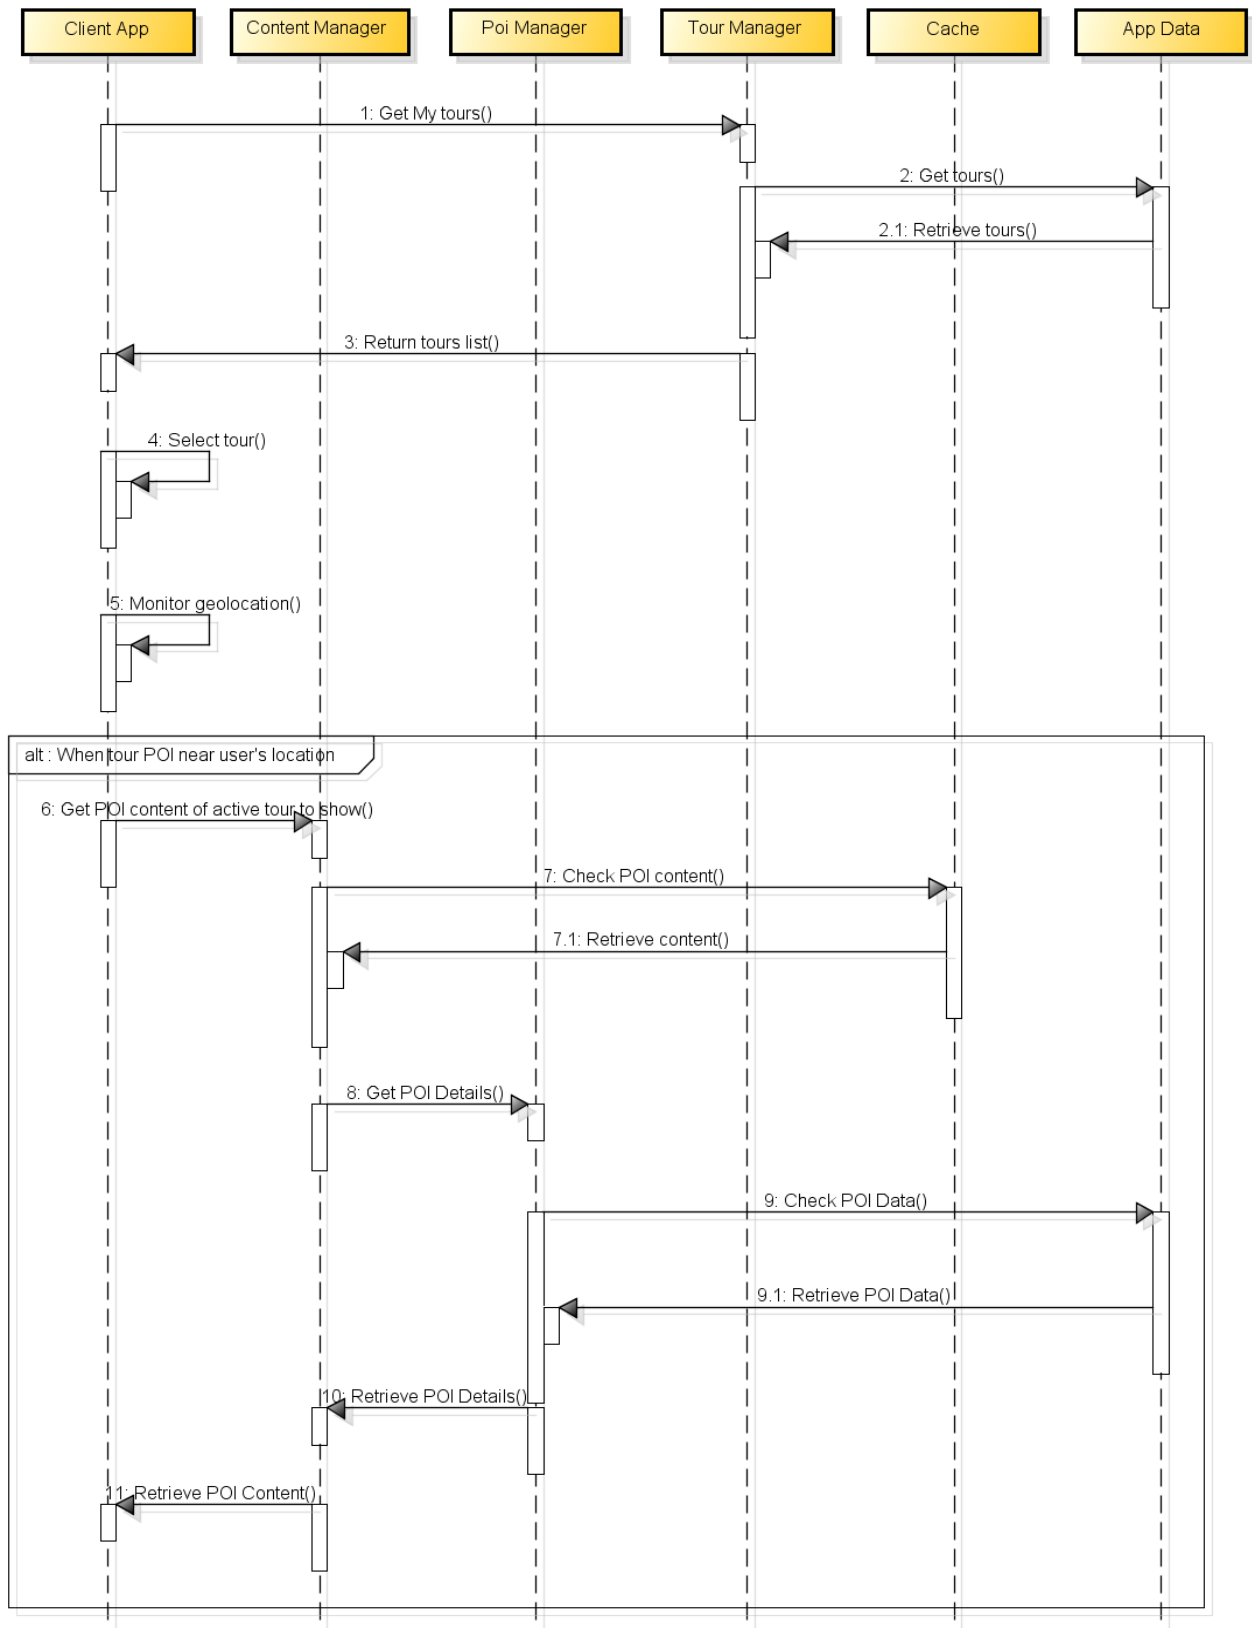 Client App
Content Manager
Poi Manager
Tour Manager
Cache
App Data
1: Get My tours()
2: Get tours()
2.1: Retrieve tours()
3: Return tours list()
4: Select tour()
5: Monitor geolocation()
alt : When tour POI near user's location
6: Get POI content of active tour to show()
7: Check POI content()
7.1: Retrieve content()
8: Get POI Details()
9: Check POI Data()
9.1: Retrieve POI Data()
10: Retrieve POI Details()
11: Retrieve POI Content()